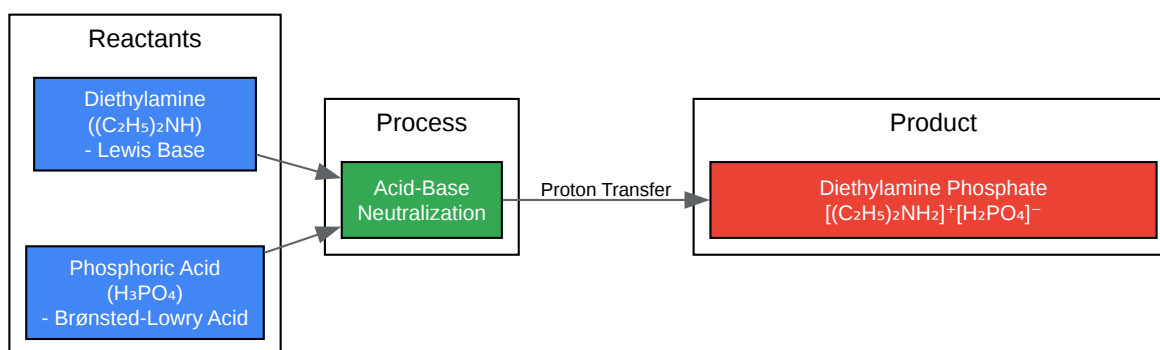 Reactants
Diethylamine
((C₂H₅)₂NH)
- Lewis Base
Phosphoric Acid
(H₃PO₄)
- Brønsted-Lowry Acid
Process
Acid-Base
Neutralization
Proton Transfer
Product
Diethylamine Phosphate
[(C₂H₅)₂NH₂]⁺[H₂PO₄]⁻